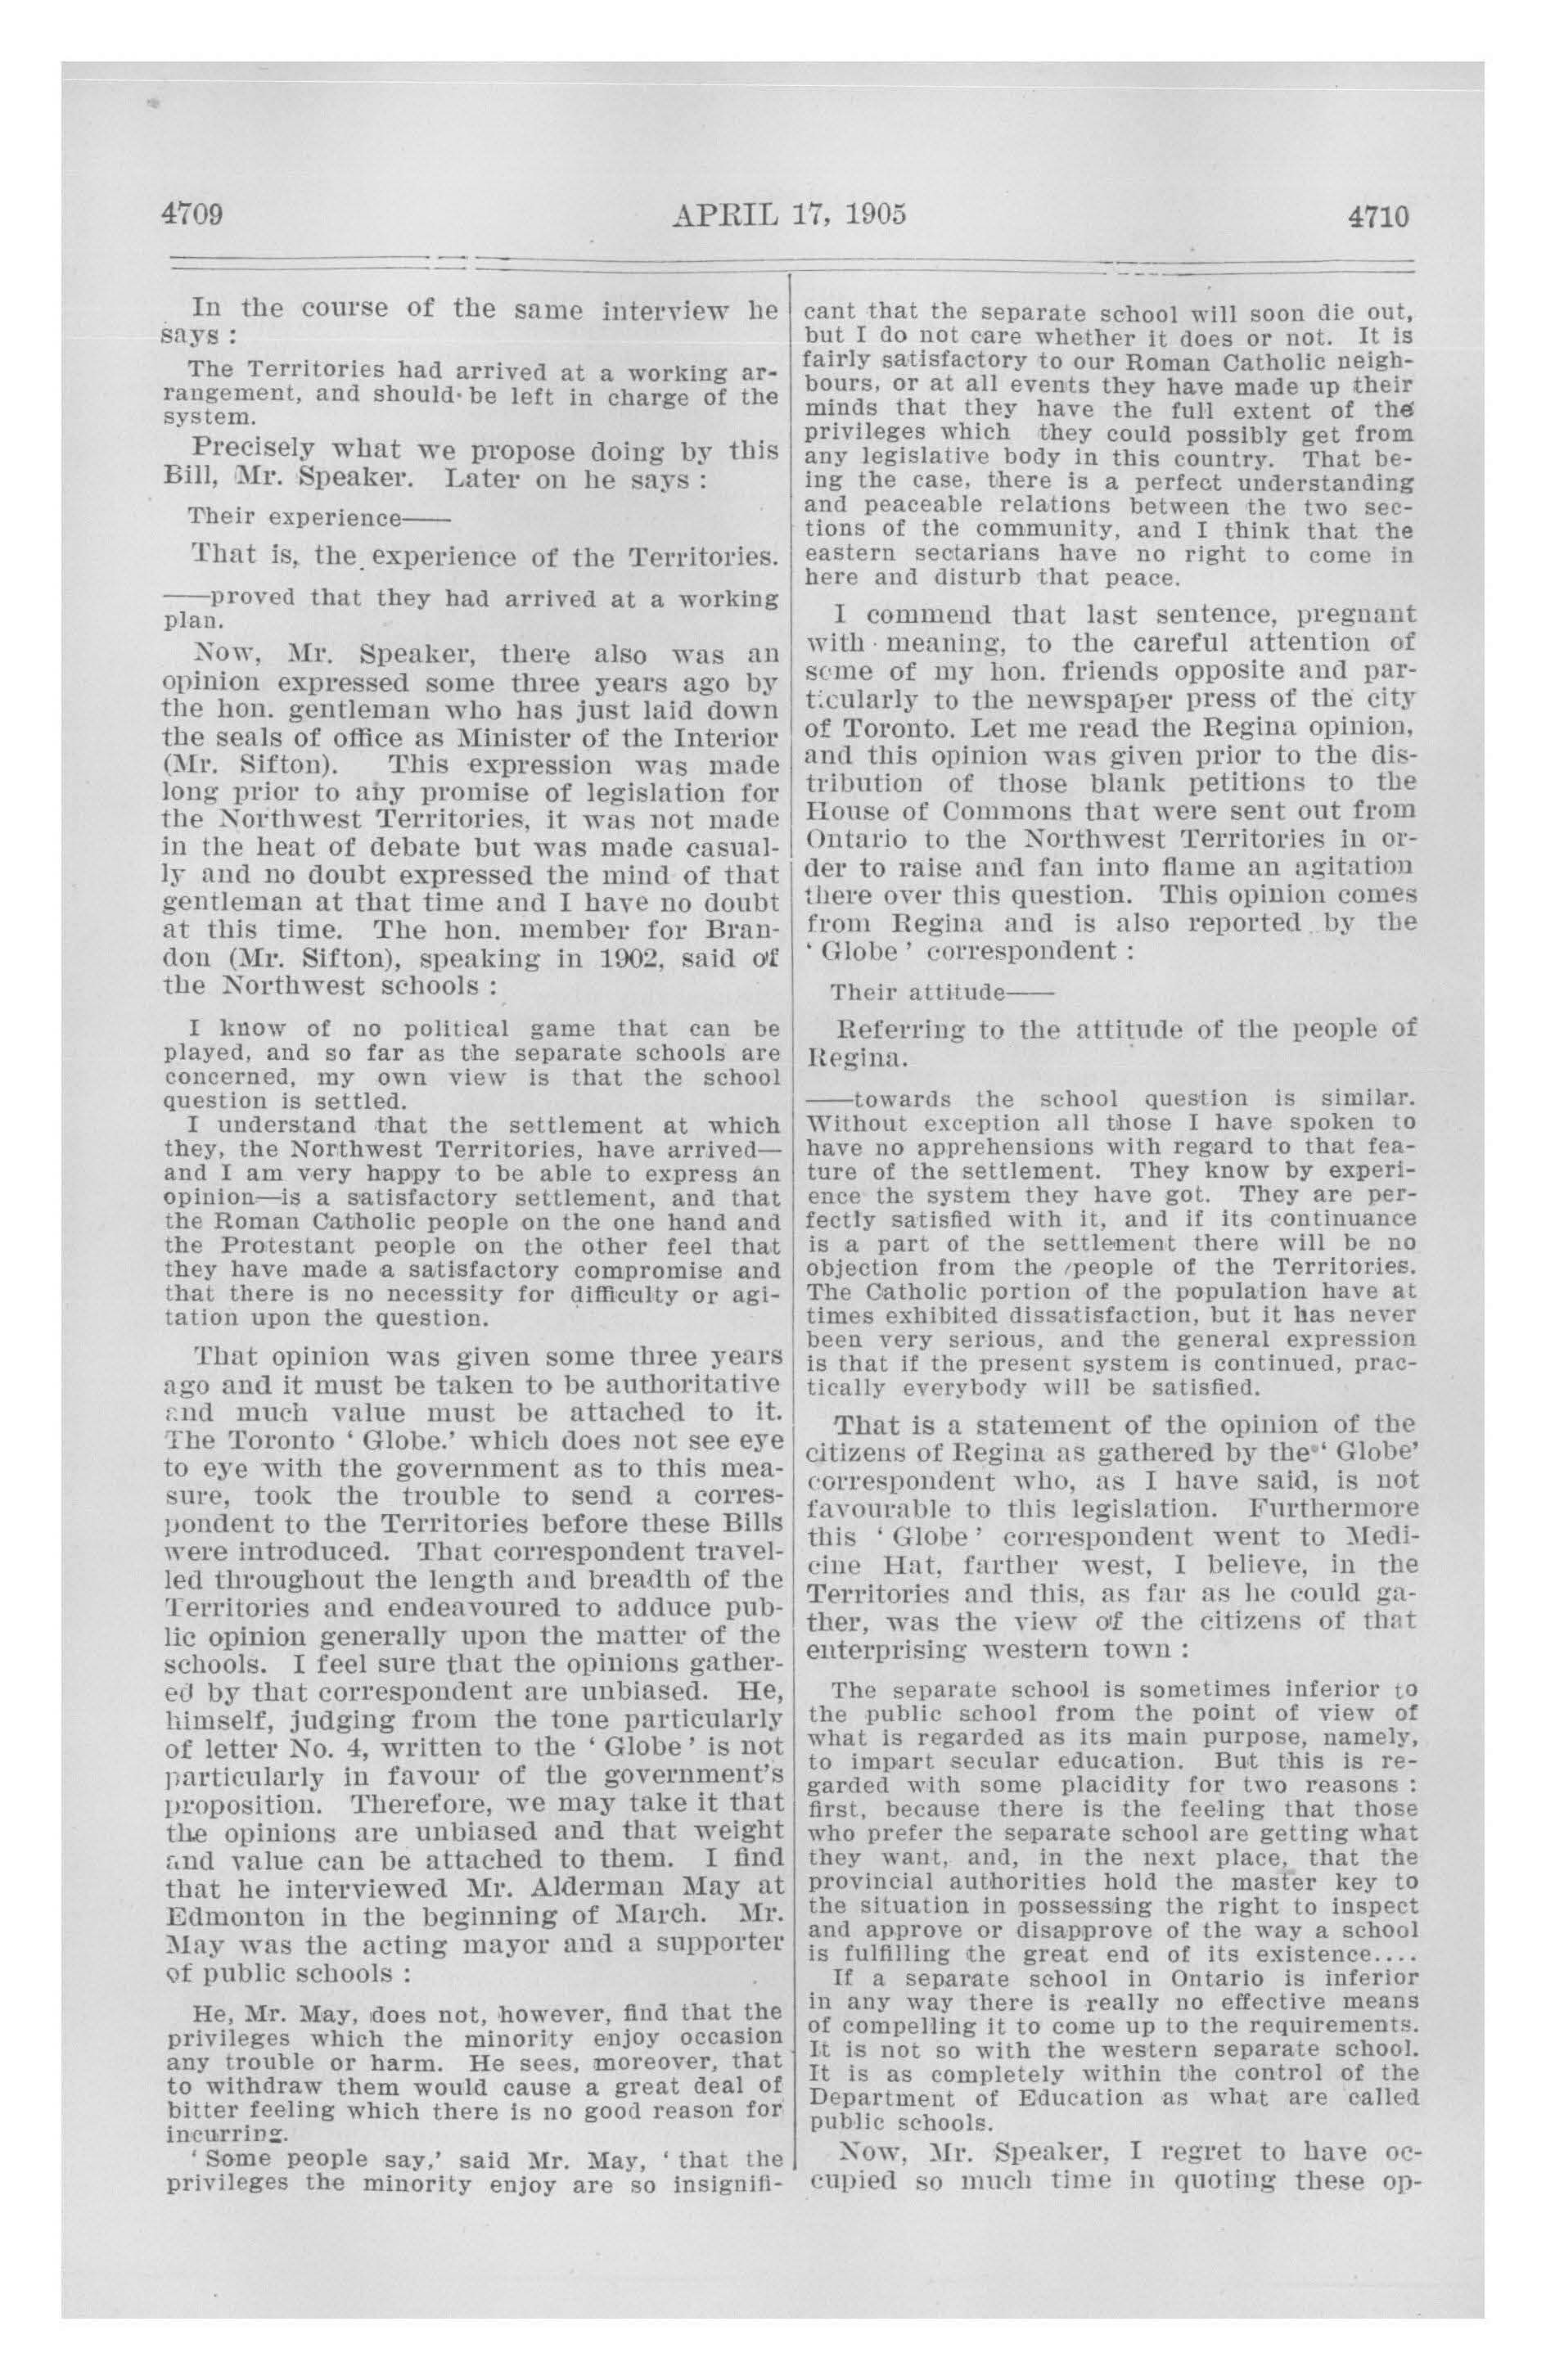 4709
APRIL 17, 1905
4710
In the course of the same interview he
says :
The Territories had arrived at a working ar-
rangement, and should be left in charge of the
system.
Precisely what we propose doing by this
Bill, Mr. Speaker. Later on he says :
Their experience——
That is, the experience of the Territories.
——proved that they had arrived at a working
plan.
Now, Mr. Speaker, there also was an
opinion expressed some three years ago by
the hon. gentleman who has just laid down
the seals of office as Minister of the Interior
(Mr. Sifton). This expression was made
long prior to any promise of legislation for
the Northwest Territories, it was not made
in the heat of debate but was made casual-
ly and no doubt expressed the mind of that
gentleman at that time and I have no doubt
at this time. The hon. member for Bran-
don (Mr. Sifton), speaking in 1902, said of
the Northwest schools :
I know of no political game that can be
played, and so far as the separate schools are
concerned, my own view is that the school
question is settled.
I understand that the settlement at which
they, the Northwest Territories, have arrived—
and I am very happy to be able to express an
opinion—is a satisfactory settlement, and that
the Roman Catholic people on the one hand and
the Protestant people on the other feel that
they have made a satisfactory compromise and
that there is no necessity for difficulty or agi-
tation upon the question.
That opinion was given some three years
ago and it must be taken to be authoritative
and much value must be attached to it.
The Toronto ‘ Globe.’ which does not see eye
to eye with the government as to this mea-
sure, took the trouble to send a corres-
pondent to the Territories before these Bills
were introduced. That correspondent travel-
led throughout the length and breadth of the
Territories and endeavoured to adduce pub-
lic opinion generally upon the matter of the
schools. I feel sure that the opinions gather-
ed by that correspondent are unbiased. He,
himself, judging from the tone particularly
of letter No. 4, written to the ‘ Globe ’ is not
particularly in favour of the government's
proposition. Therefore, we may take it that
the opinions are unbiased and that weight
and value can be attached to them. I find
that he interviewed Mr. Alderman May at
Edmonton in the beginning of March. Mr.
May was the acting mayor and a supporter
of public schools :
He, Mr. May, does not, however, find that the
privileges which the minority enjoy occasion
any trouble or harm. He sees, moreover, that
to withdraw them would cause a great deal of
bitter feeling which there is no good reason for
incurring.
‘ Some people say,’ said Mr. May, ‘ that the
privileges the minority enjoy are so insignifi-
cant that the separate school will soon die out,
but I do not care whether it does or not. It is
fairly satisfactory to our Roman Catholic neigh-
bours, or at all events they have made up their
minds that they have the full extent of the
privileges which they could possibly get from
any legislative body in this country. That be-
ing the case, there is a perfect understanding
and peaceable relations between the two sec-
tions of the community, and I think that the
eastern sectarians have no right to come in
here and disturb that peace.
I commend that last sentence, pregnant
with meaning, to the careful attention of
some of my hon. friends opposite and par-
ticularly to the newspaper press of the city
of Toronto. Let me read the Regina opinion,
and this opinion was given prior to the dis-
tribution of those blank petitions to the
House of Commons that were sent out from
Ontario to the Northwest Territories in or-
der to raise and fan into flame an agitation
there over this question. This opinion comes
from Regina and is also reported by the
‘ Globe ’ correspondent :
Their attitude——
Referring to the attitude of the people of
Regina.
——towards the school question is similar.
Without exception all those I have spoken to
have no apprehensions with regard to that fea-
ture of the settlement. They know by experi-
ence the system they have got. They are per-
fectly satisfied with it, and if its continuance
is a part of the settlement there will be no
objection from the people of the Territories.
The Catholic portion of the population have at
times exhibited dissatisfaction, but it has never
been very serious, and the general expression
is that if the present system is continued, prac-
tically everybody will be satisfied.
That is a statement of the opinion of the
citizens of Regina as gathered by the ‘ Globe’
correspondent who, as I have said, is not
favourable to this legislation. Furthermore
this ‘ Globe ’ correspondent went to Medi-
cine Hat, farther west, I believe, in the
Territories and this, as far as he could ga-
ther, was the view of the citizens of that
enterprising western town :
The separate school is sometimes inferior to
the public school from the point of view of
what is regarded as its main purpose, namely,
to impart secular education. But this is re-
garded with some placidity for two reasons :
first, because there is the feeling that those
who prefer the separate school are getting what
they want, and, in the next place, that the
provincial authorities hold the master key to
the situation in possessing the right to inspect
and approve or disapprove of the way a school
is fulfilling the great end of its existence....
If a separate school in Ontario is inferior
in any way there is really no effective means
of compelling it to come up to the requirements.
It is not so with the western separate school.
It is as completely within the control of the
Department of Education as what are called
public schools.
Now, Mr. Speaker, I regret to have oc-
cupied so much time in quoting these op-